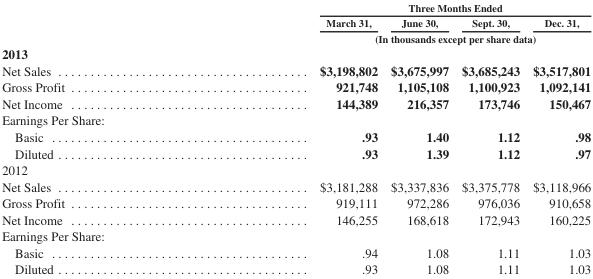 Three Months Ended
March 31, June 30, Sept. 30, Dec. 31,
(In thousands except per share data)
2013
Net Sales . . . . . . . . . . . . . . . . . . . . . . . . . . . . . . . . . . . . . . $3,198,802 $3,675,997 $3,685,243 $3,517,801
Gross Profit . . . . . . . . . . . . . . . . . . . . . . . . . . . . . . . . . . . . 921,748 1,105,108 1,100,923 1,092,141
Net Income . . . . . . . . . . . . . . . . . . . . . . . . . . . . . . . . . . . . 144,389 216,357 173,746 150,467
Earnings Per Share:
Basic . . . . . . . . . . . . . . . . . . . . . . . . . . . . . . . . . . . . . . . .93 1.40 1.12 .98
Diluted . . . . . . . . . . . . . . . . . . . . . . . . . . . . . . . . . . . . . .93 1.39 1.12 .97
2012
Net Sales . . . . . . . . . . . . . . . . . . . . . . . . . . . . . . . . . . . . . . $3,181,288 $3,337,836 $3,375,778 $3,118,966
Gross Profit . . . . . . . . . . . . . . . . . . . . . . . . . . . . . . . . . . . . 919,111 972,286 976,036 910,658
Net Income . . . . . . . . . . . . . . . . . . . . . . . . . . . . . . . . . . . . 146,255 168,618 172,943 160,225
Earnings Per Share:
Basic . . . . . . . . . . . . . . . . . . . . . . . . . . . . . . . . . . . . . . . .94 1.08 1.11 1.03
Diluted . . . . . . . . . . . . . . . . . . . . . . . . . . . . . . . . . . . . . .93 1.08 1.11 1.03